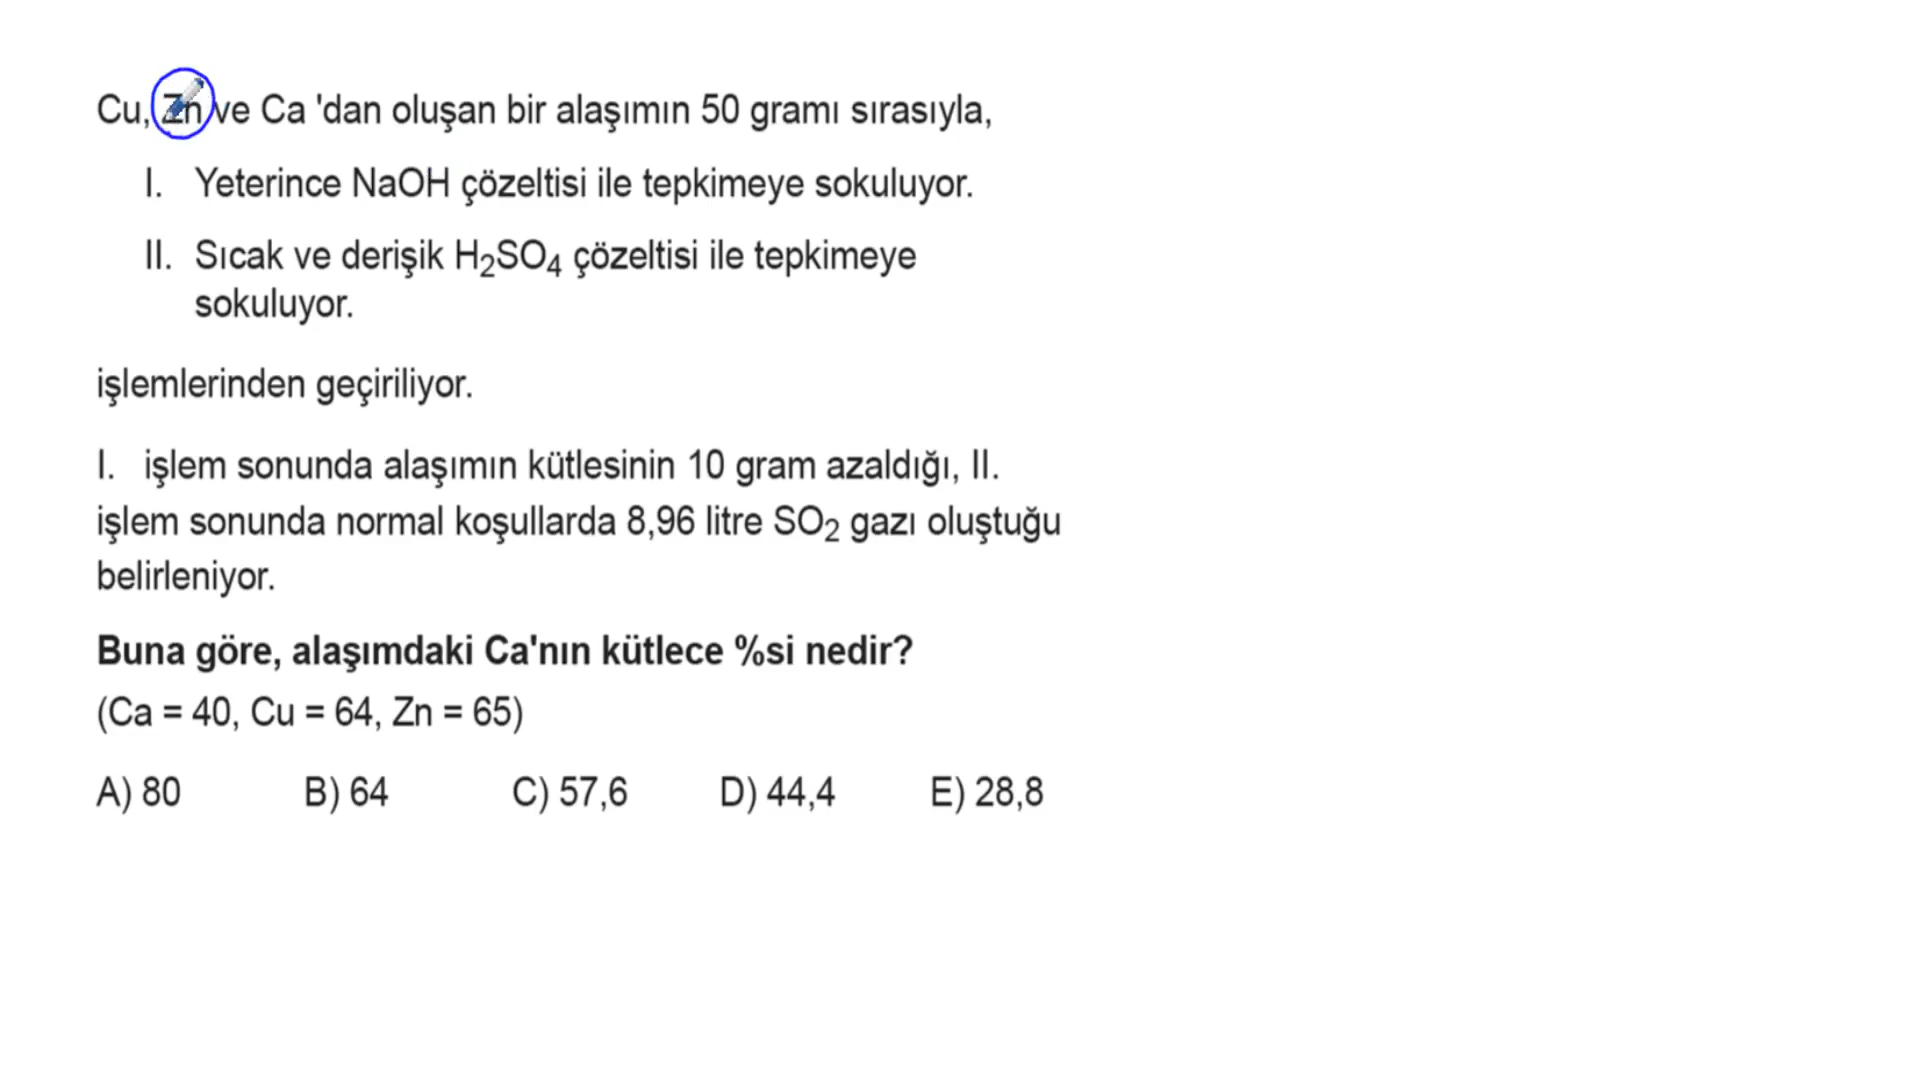 Cu, Zn ve Ca 'dan oluşan bir alaşımın 50 gramı sırasıyla,
I. Yeterince NaOH çözeltisi ile tepkimeye sokuluyor.
II. Sıcak ve derişik H₂SO₄ çözeltisi ile tepkimeye
sokuluyor.
işlemlerinden geçiriliyor.
I. işlem sonunda alaşımın kütlesinin 10 gram azaldığı, II.
işlem sonunda normal koşullarda 8,96 litre SO₂ gazı oluştuğu
belirleniyor.
Buna göre, alaşımdaki Ca'nın kütlece %si nedir?
(Ca = 40, Cu = 64, Zn = 65)
A) 80 B) 64 C) 57,6 D) 44,4 E) 28,8